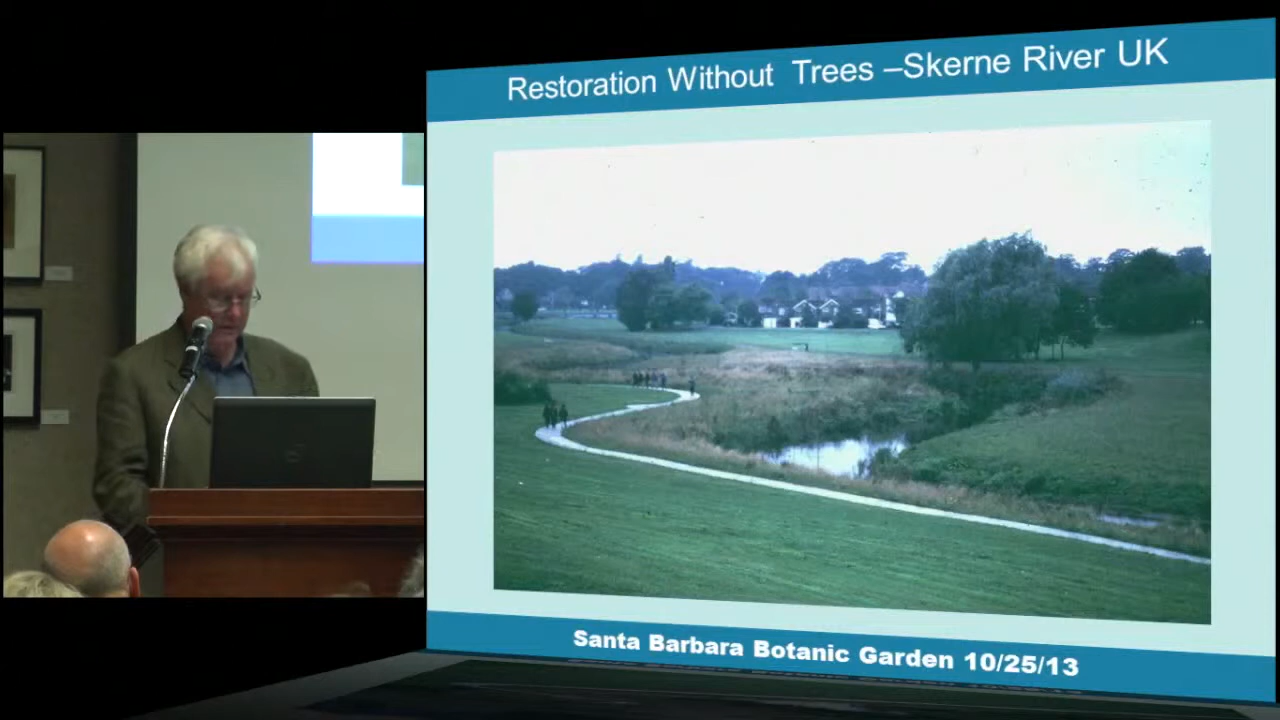 Restoration Without Trees –Skerne River UK
Santa Barbara Botanic Garden 10/25/13